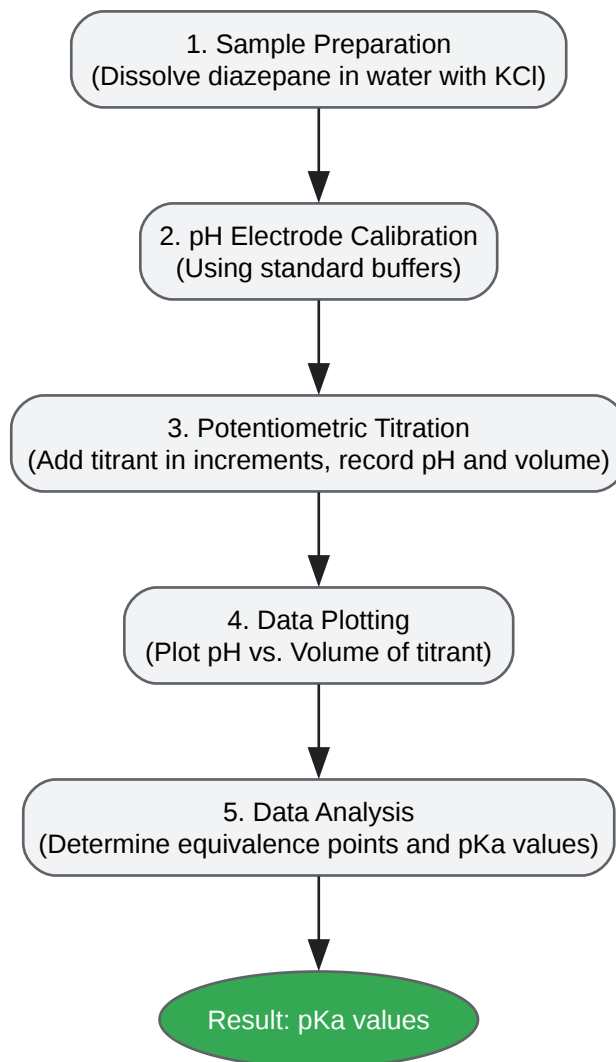 1. Sample Preparation
(Dissolve diazepane in water with KCl)
2. pH Electrode Calibration
(Using standard buffers)
3. Potentiometric Titration
(Add titrant in increments, record pH and volume)
4. Data Plotting
(Plot pH vs. Volume of titrant)
5. Data Analysis
(Determine equivalence points and pKa values)
Result: pKa values